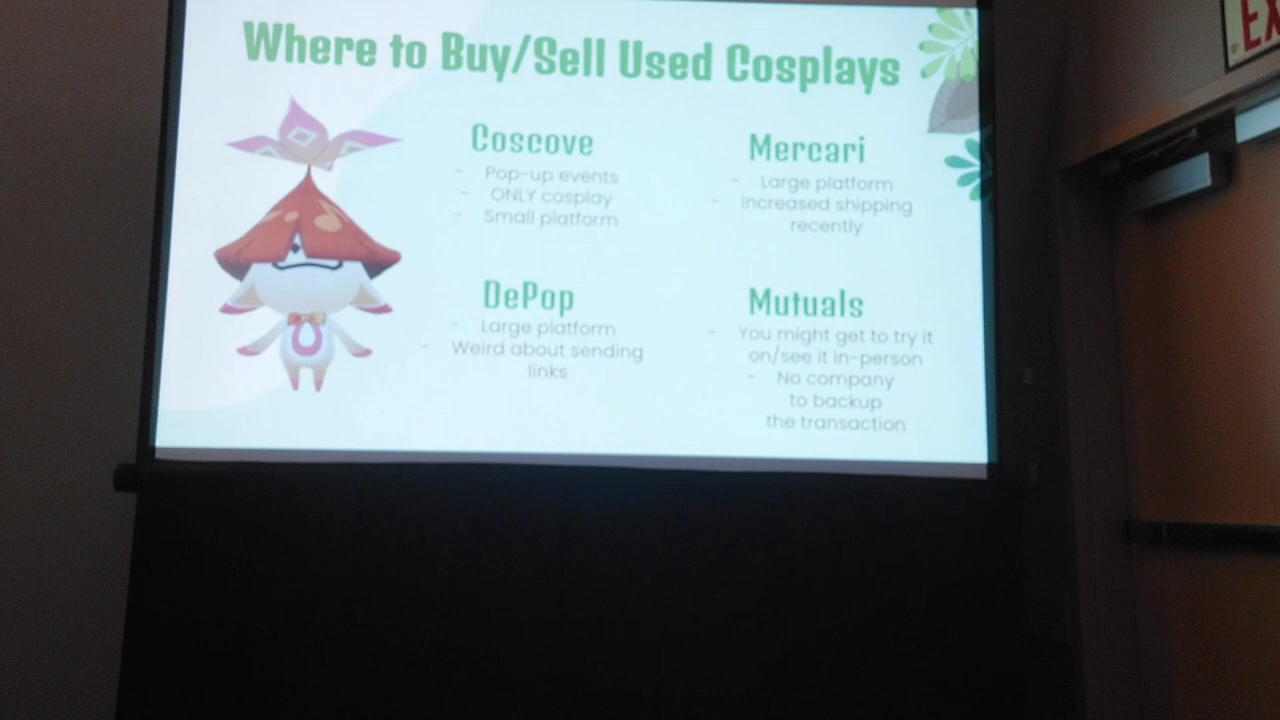 Where to Buy/Sell Used Cosplays
Coscove
- Pop-up events
- ONLY cosplay
- Small platform
Mercari
- Large platform
- Increased shipping
recently
DePop
- Large platform
- Weird about sending
links
Mutuals
- You might get to try it
on/see it in-person
- No company
to backup
the transaction
EX